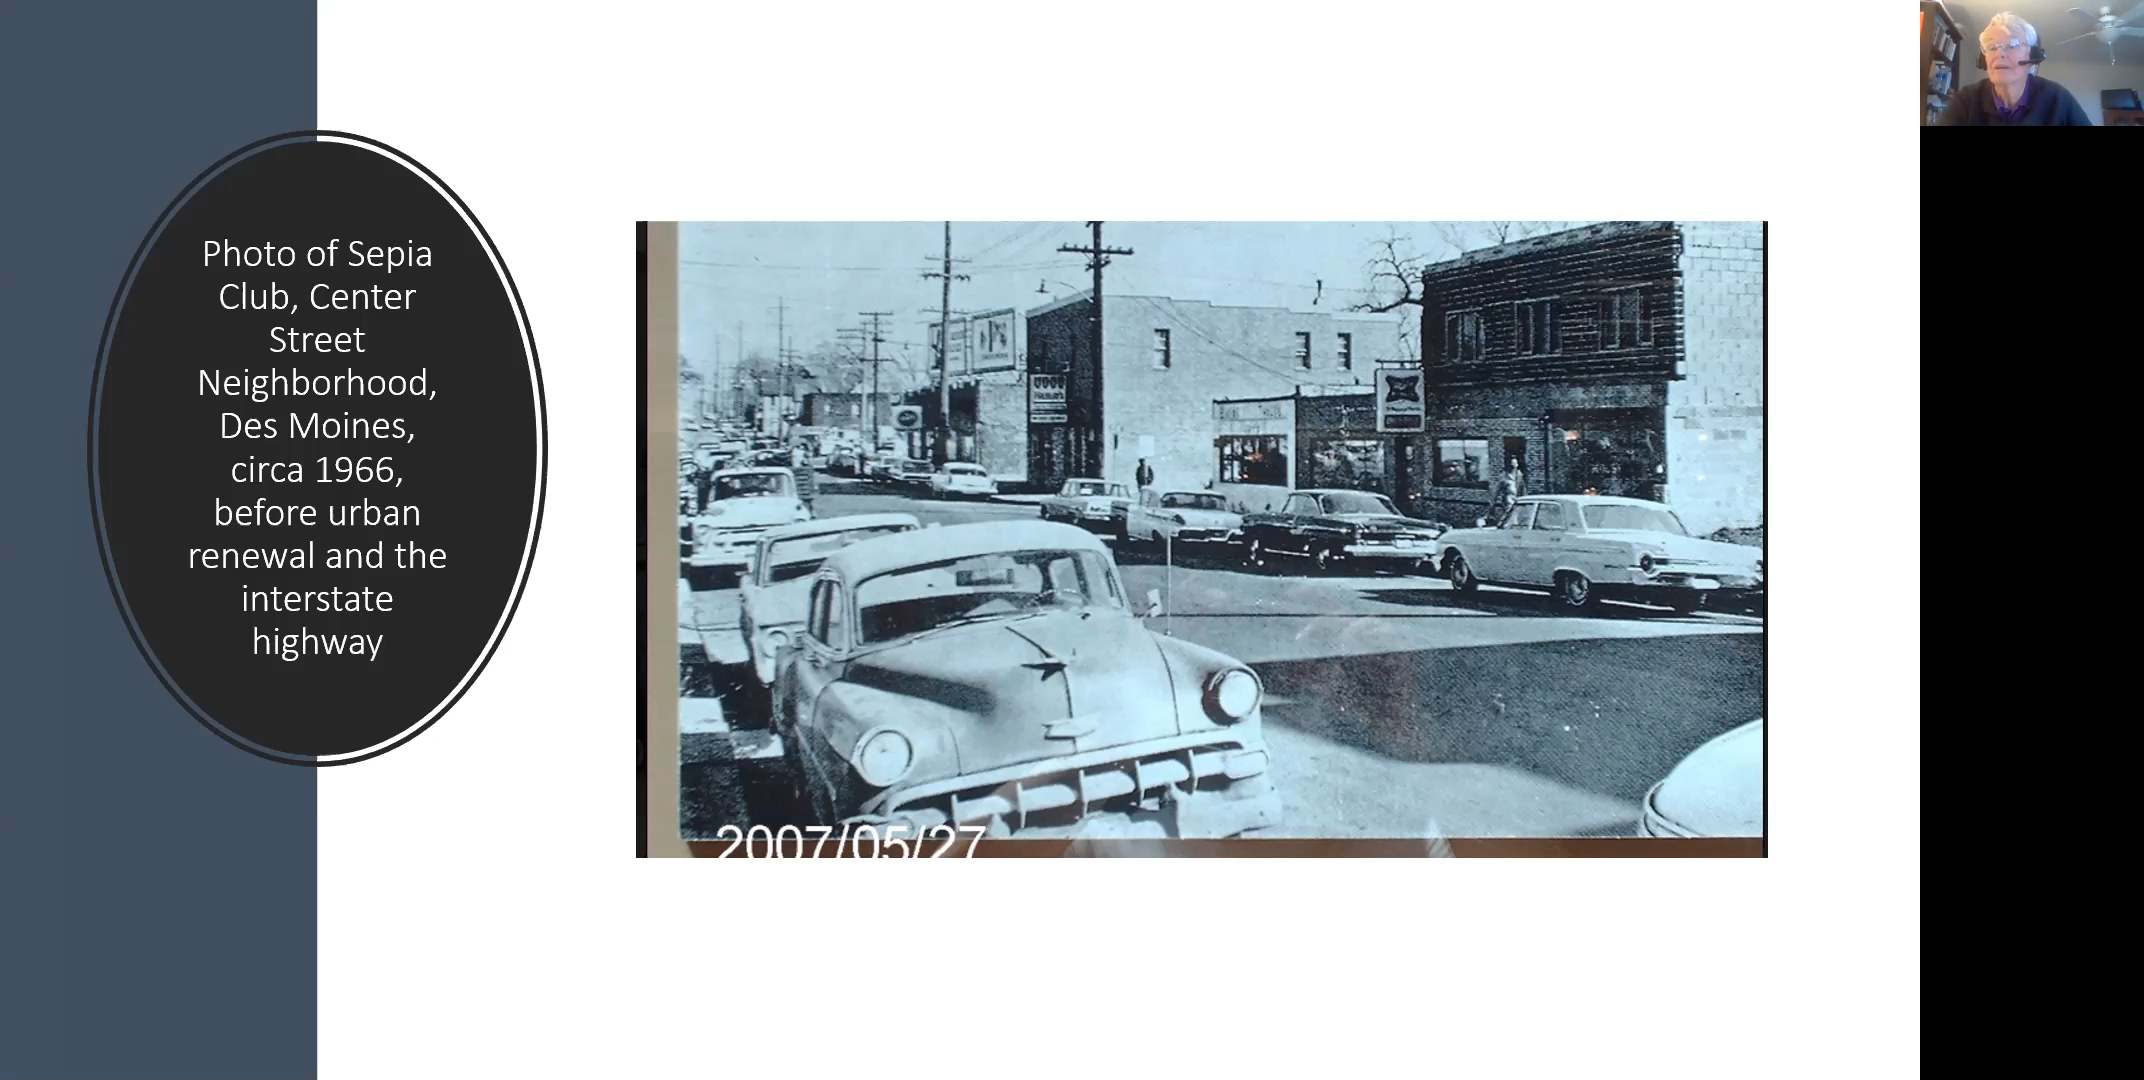 Photo of Sepia
Club, Center
Street
Neighborhood,
Des Moines,
circa 1966,
before urban
renewal and the
interstate
highway
2007/05/27